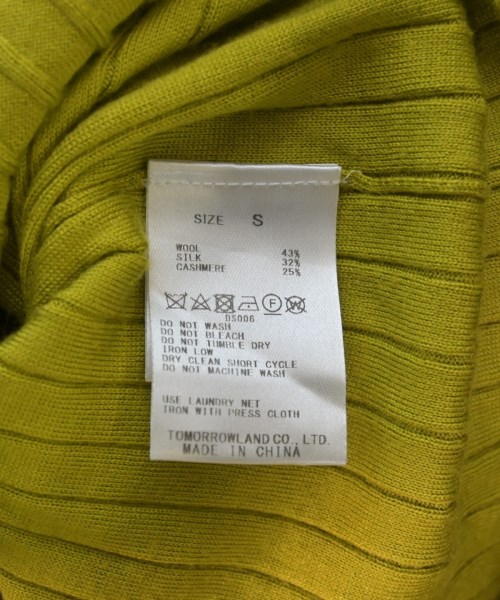 SIZE S
WOOL 43%
SILK 32%
CASHMERE 25%
DS006
DO NOT WASH
DO NOT BLEACH
DO NOT TUMBLE DRY
IRON LOW
DRY CLEAN SHORT CYCLE
DO NOT MACHINE WASH
USE LAUNDRY NET
IRON WITH PRESS CLOTH
TOMORROWLAND CO., LTD.
MADE IN CHINA